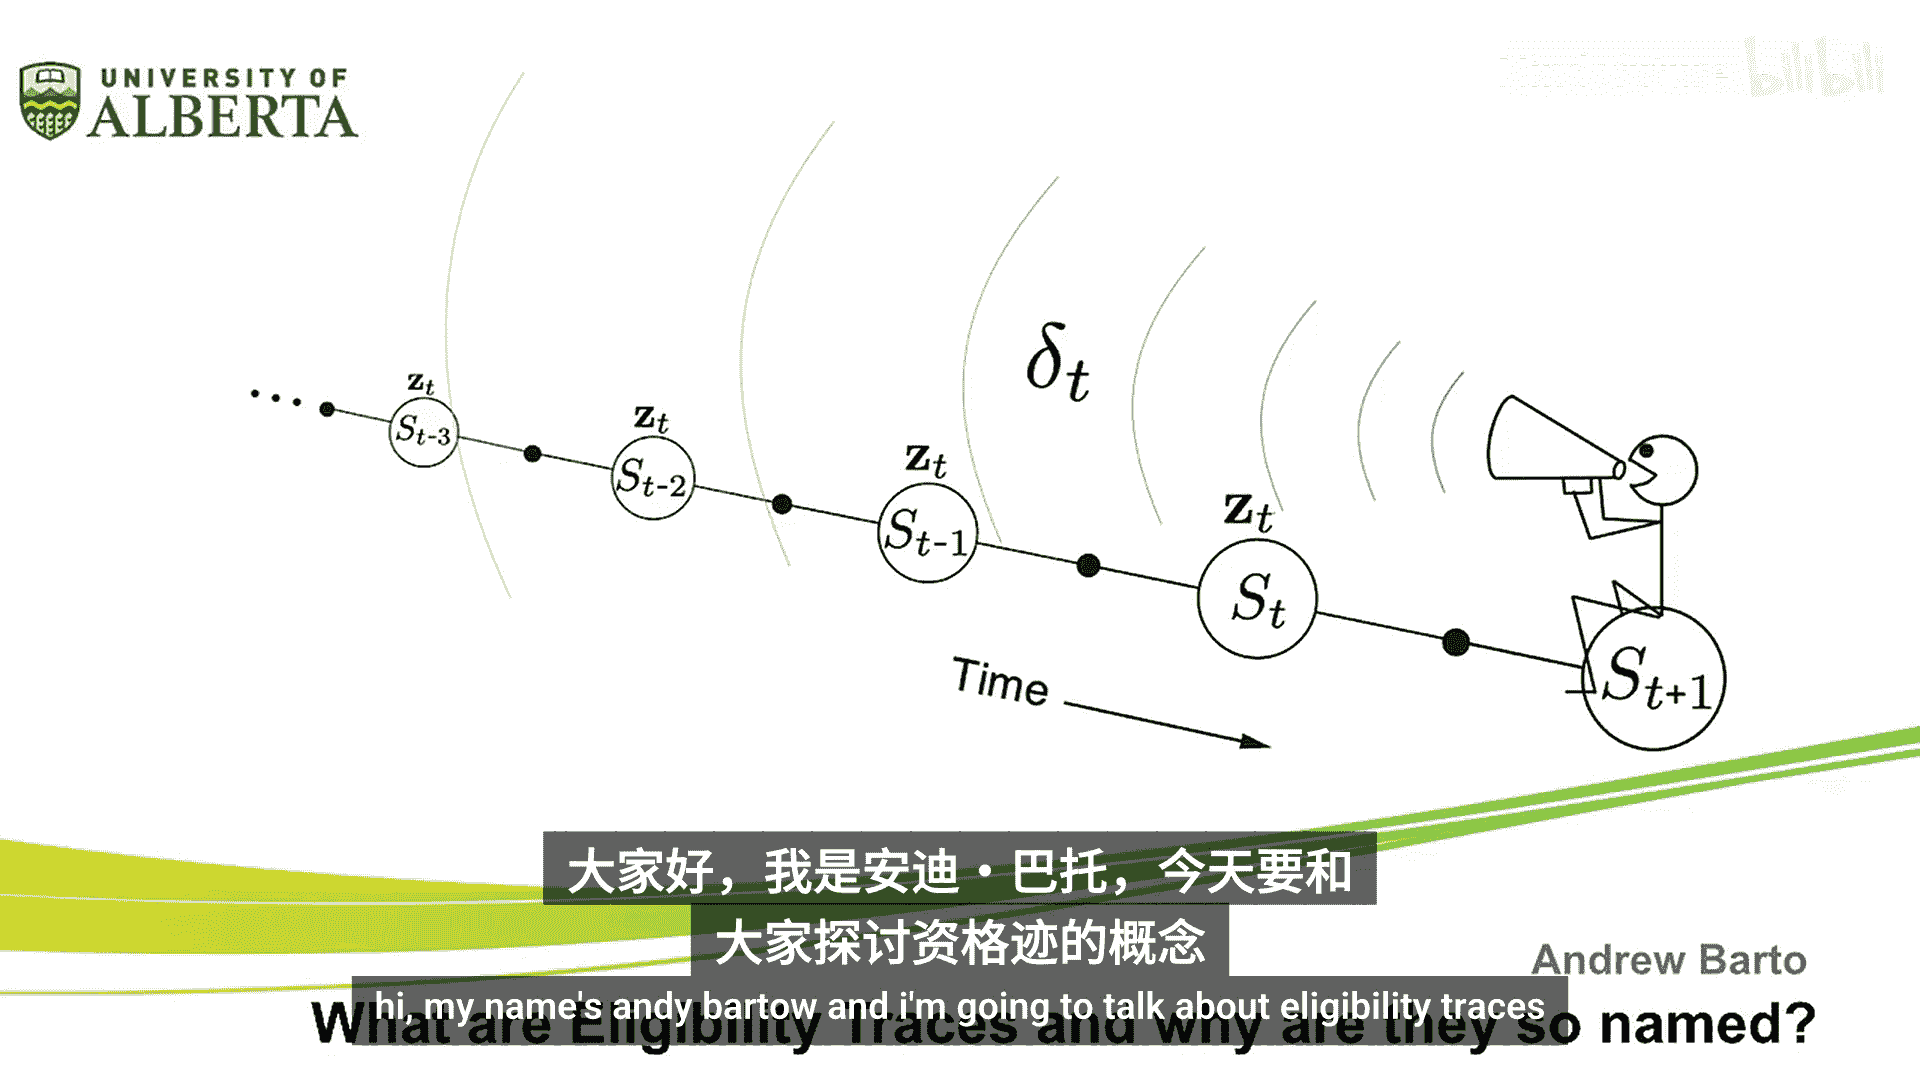 UNIVERSITY OF
ALBERTA
bilibili
δt
zt
St-3
zt
St-2
zt
St-1
zt
St
St+1
Time
大家好，我是安迪·巴托，今天要和
大家探讨资格迹的概念
Andrew Barto
hi, my name's andy bartow and i'm going to talk about eligibility traces
What are Eligibility Traces and why are they so named?